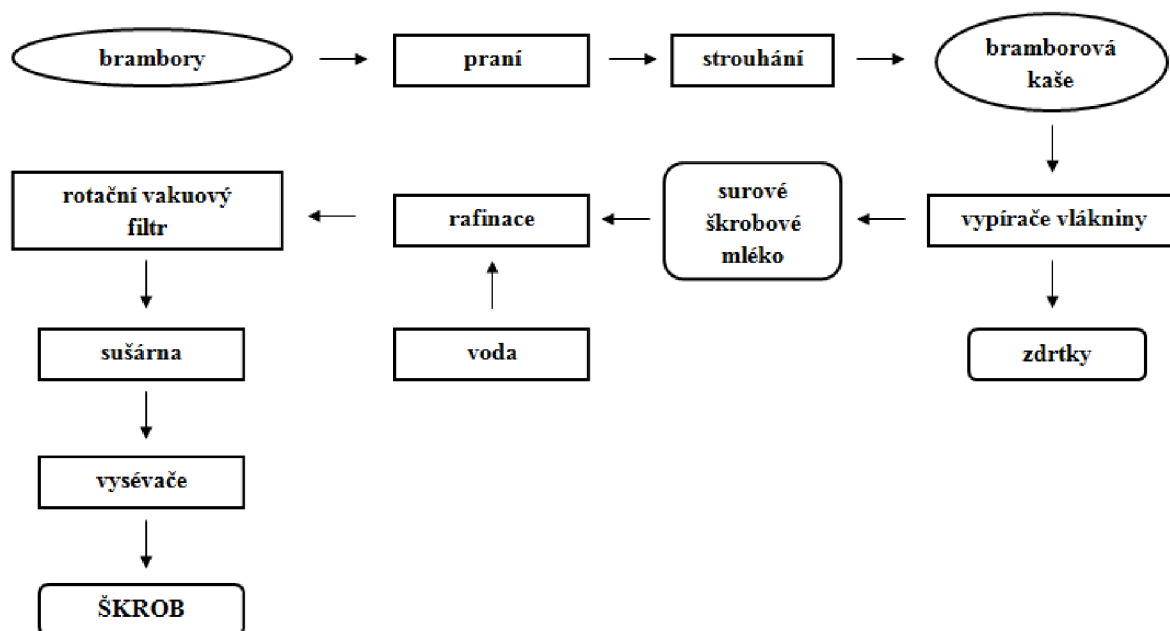 brambory
praní
strouhání
bramborová
kaše
rotační vakuový
filtr
rafinace
surové
škrobové
mléko
vypírače vlákniny
sušárna
voda
zdrtky
vysévače
ŠKROB